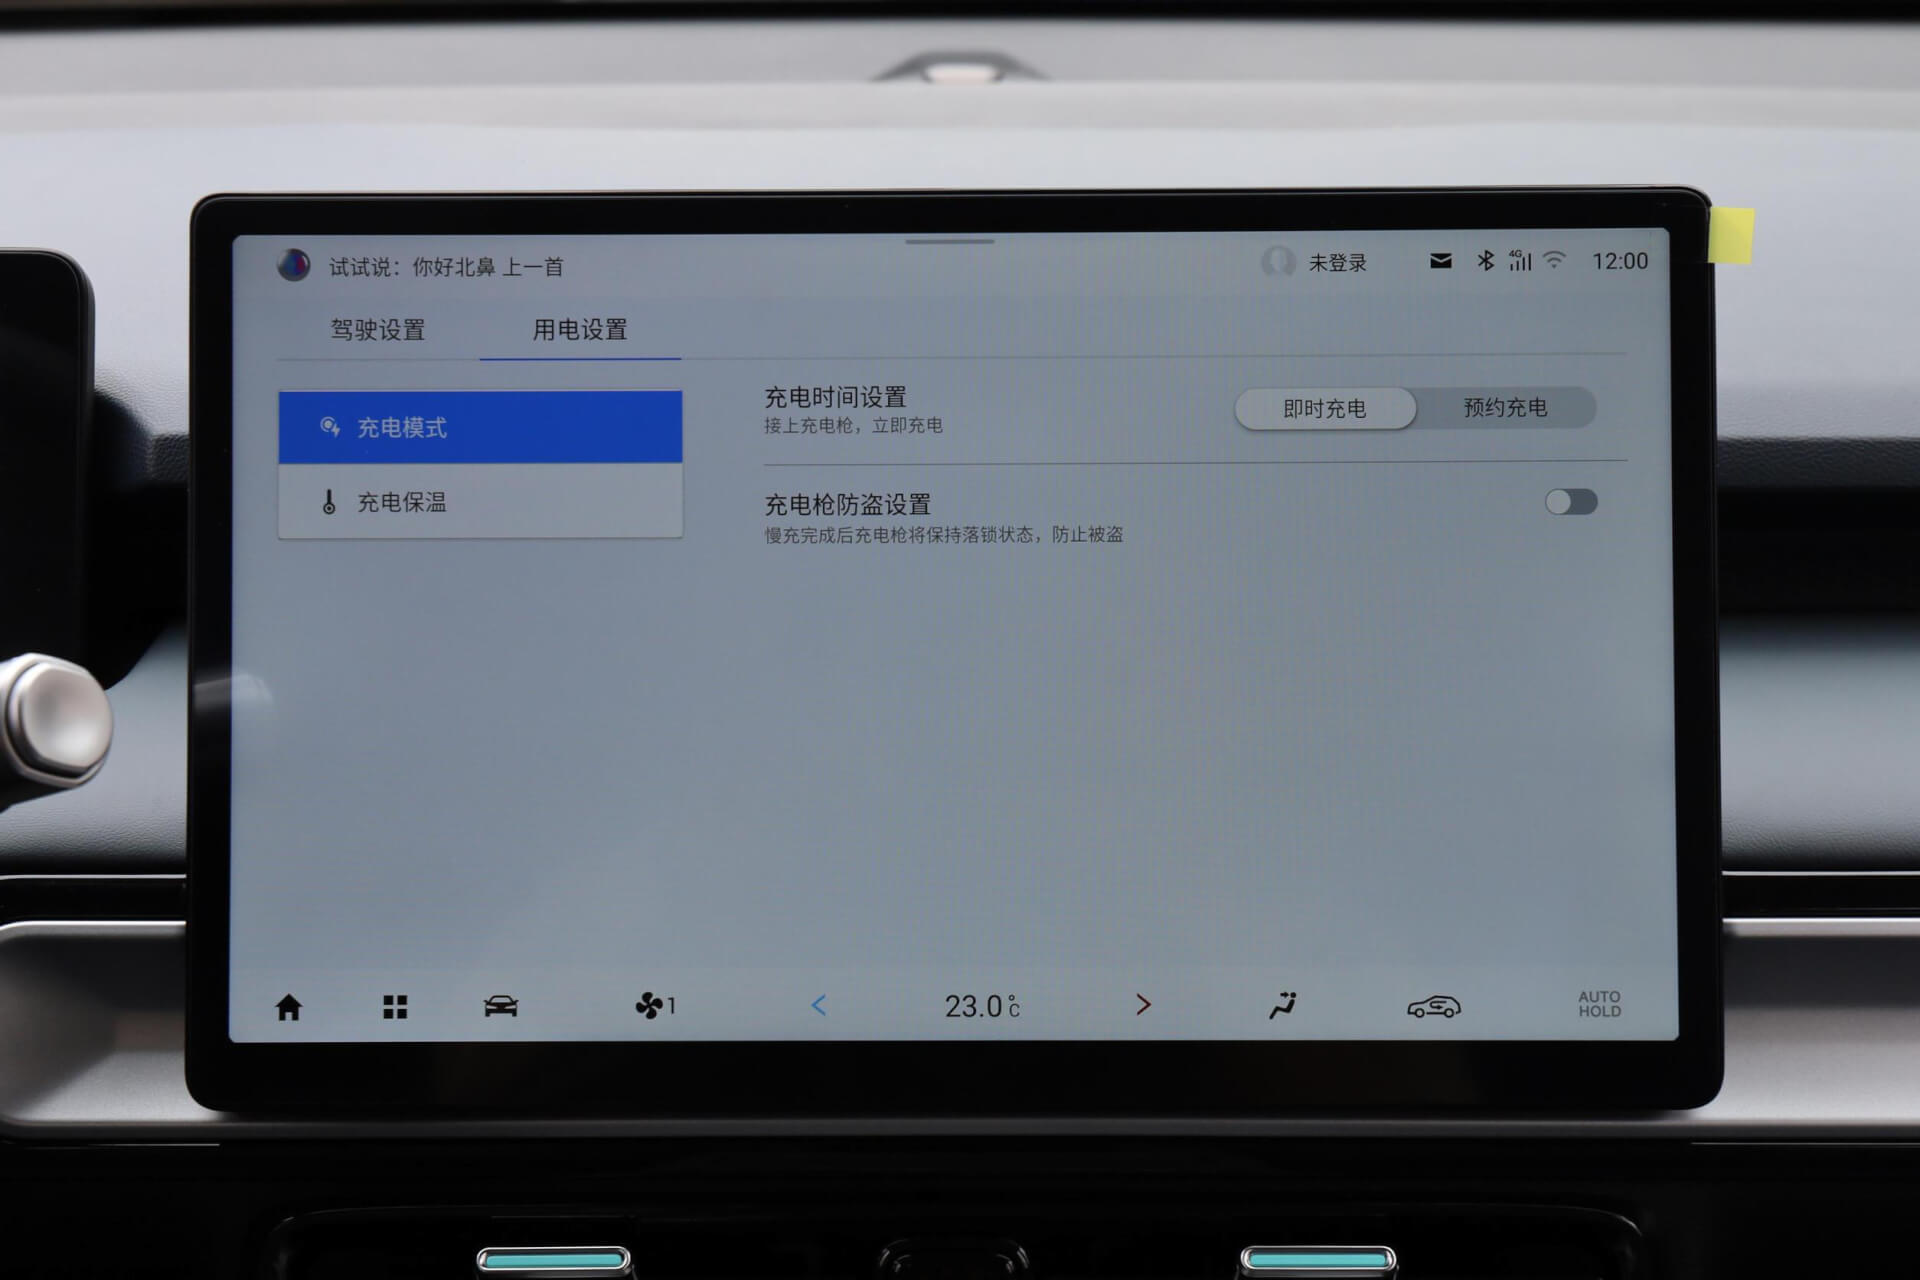 试试说：你好北鼻 上一首
未登录
4G
12:00
驾驶设置
用电设置
充电模式
充电保温
充电时间设置
接上充电枪，立即充电
即时充电
预约充电
充电枪防盗设置
慢充完成后充电枪将保持落锁状态，防止被盗
1
23.0℃
AUTO
HOLD